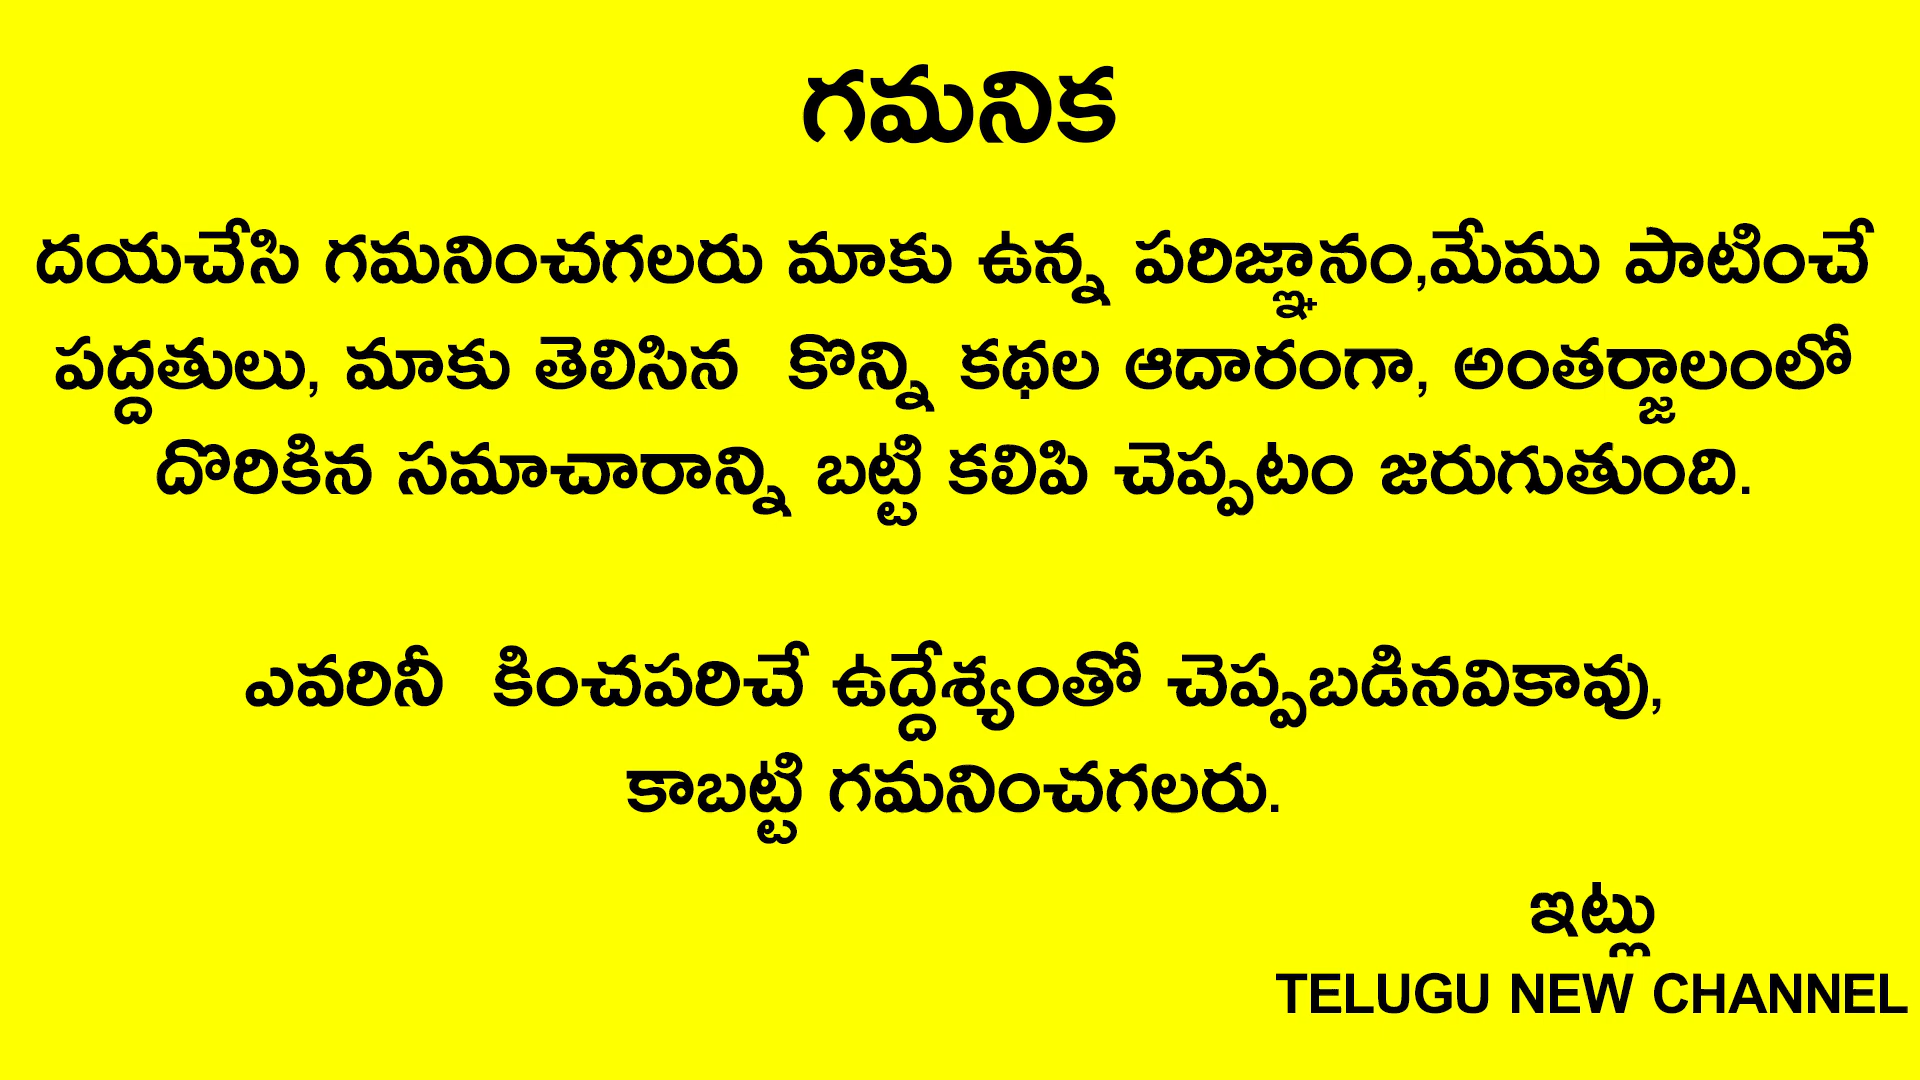 గమనిక
దయచేసి గమనించగలరు మాకు ఉన్న పరిజ్ఞానం,మేము పాటించే
పద్దతులు, మాకు తెలిసిన కొన్ని కథల ఆదారంగా, అంతర్జాలంలో
దొరికిన సమాచారాన్ని బట్టి కలిపి చెప్పటం జరుగుతుంది.
ఎవరినీ కించపరిచే ఉద్దేశ్యంతో చెప్పబడినవికావు,
కాబట్టి గమనించగలరు.
ఇట్లు
TELUGU NEW CHANNEL